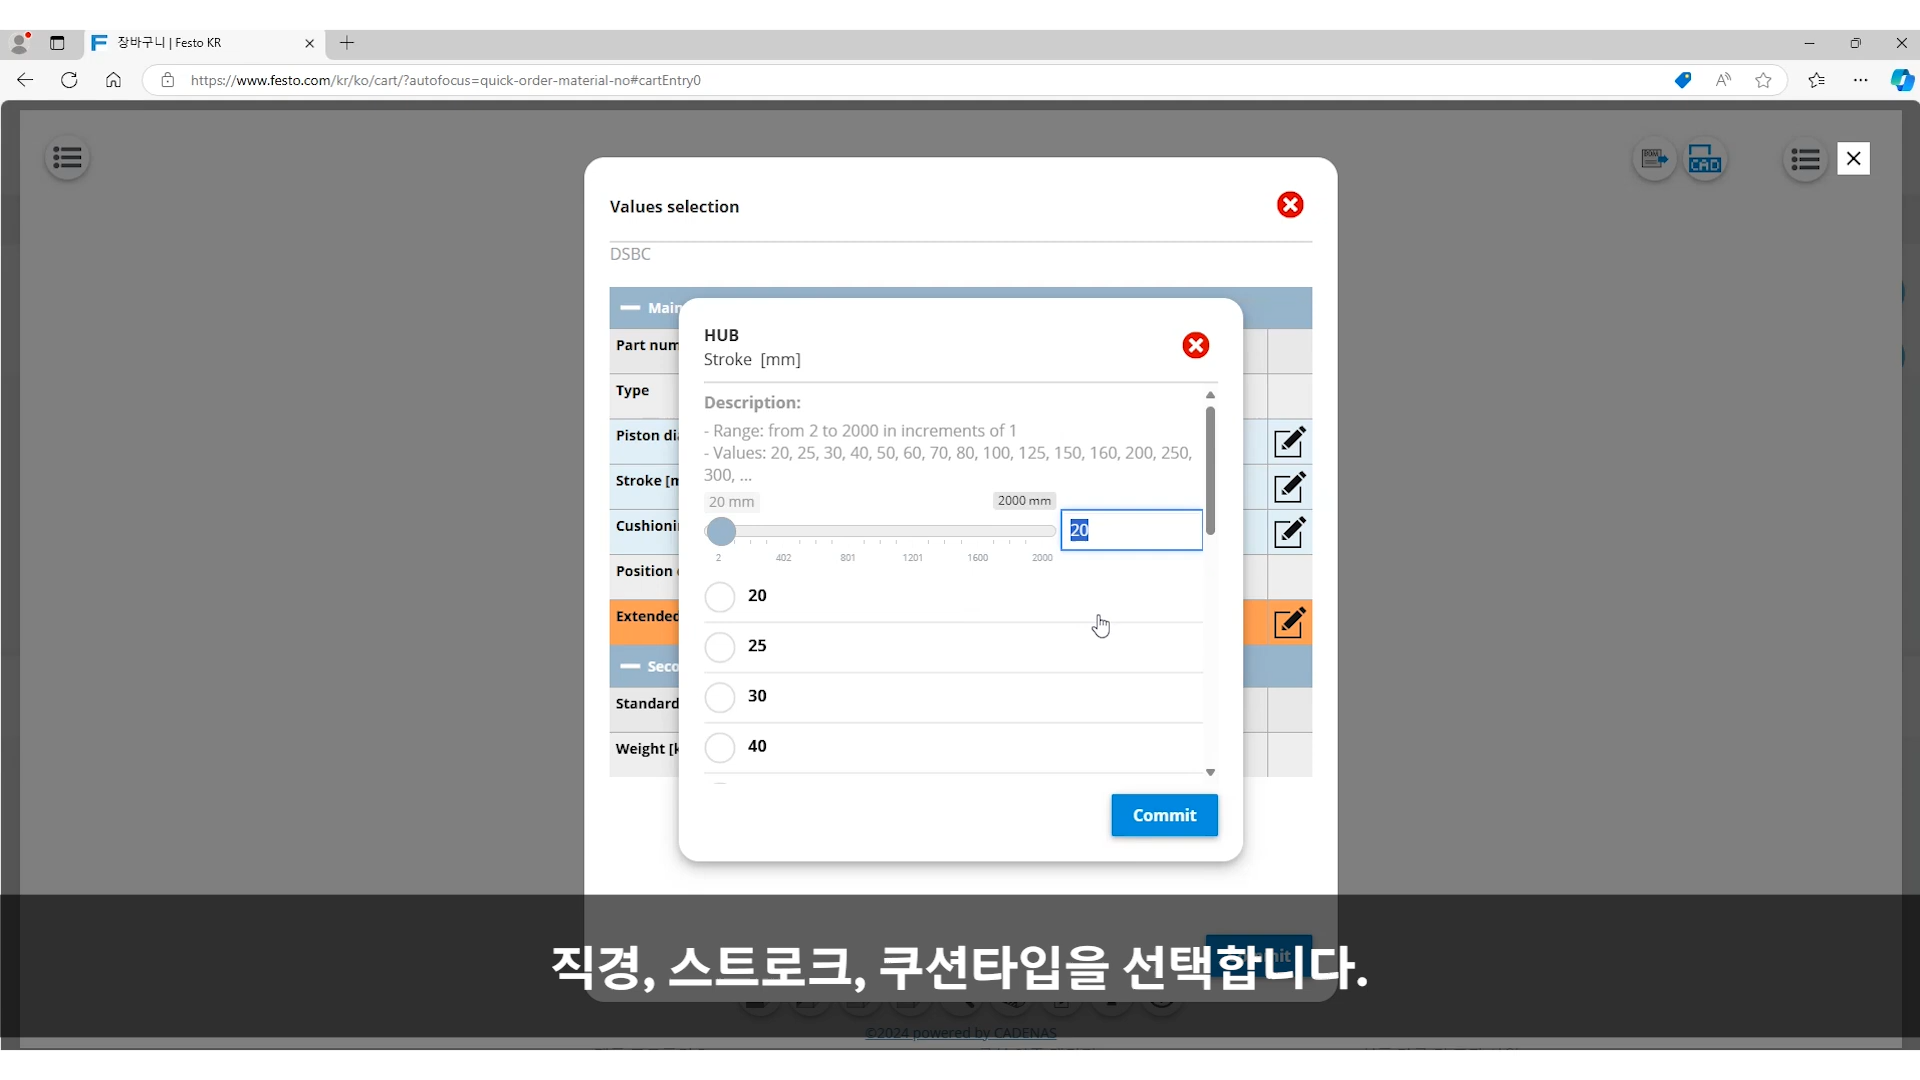 장바구니 | Festo KR
https://www.festo.com/kr/ko/cart/?autofocus=quick-order-material-no#cartEntry0
BOM
CAD
Values selection
DSBC
Main
Part num
Type
Piston di
Stroke [m
Cushioni
Position
Extended
Seco
Standard
Weight [k
HUB
Stroke [mm]
Description:
- Range: from 2 to 2000 in increments of 1
- Values: 20, 25, 30, 40, 50, 60, 70, 80, 100, 125, 150, 160, 200, 250,
300, ...
20 mm
2000 mm
20
2 402 801 1201 1600 2000
20
25
30
40
Commit
직경, 스트로크, 쿠션타입을 선택합니다.
©2024 powered by CADENAS